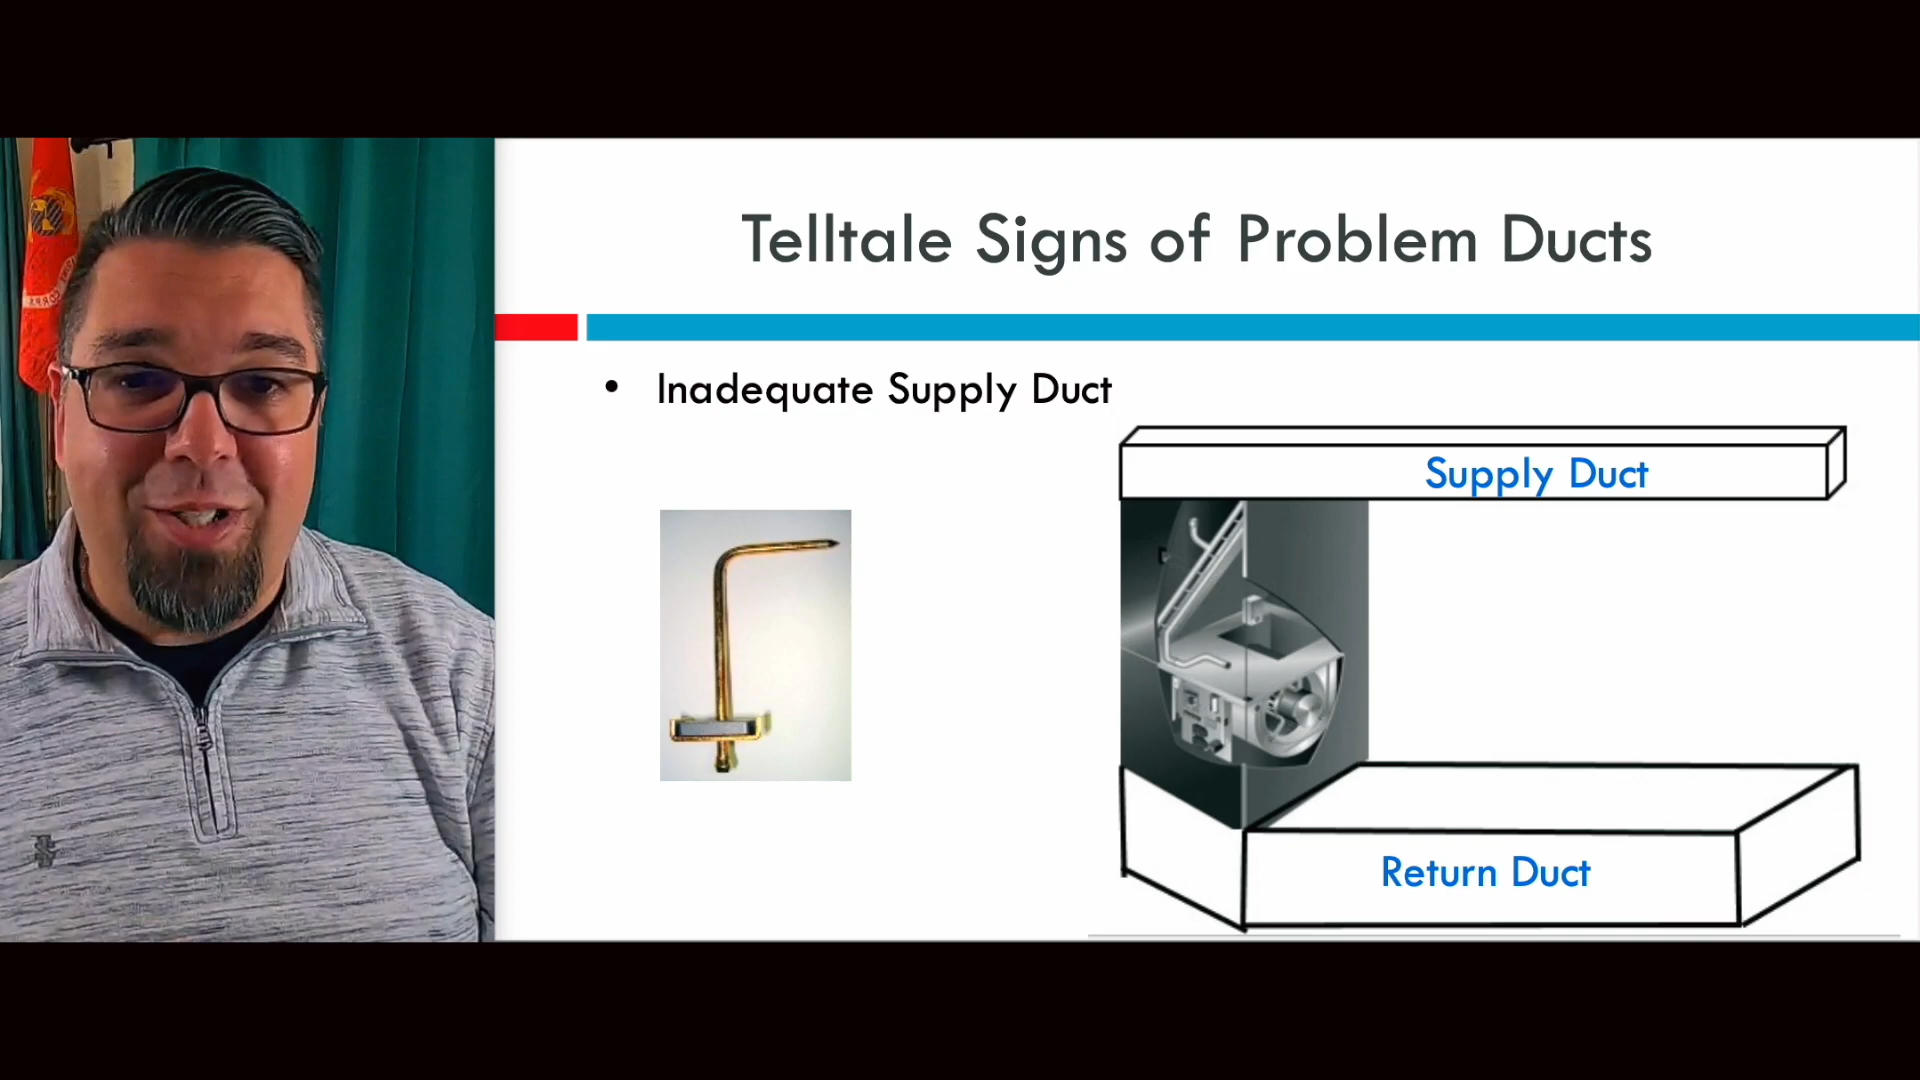 Telltale Signs of Problem Ducts
• Inadequate Supply Duct
Supply Duct
Return Duct